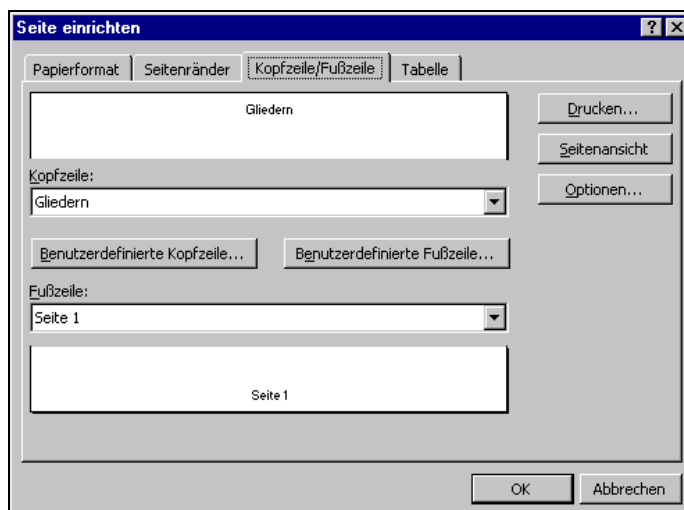 Seite einrichten
Papierformat Seitenränder Kopfzeile/Fußzeile Tabelle
Gliedern
Drucken...
Seitenansicht
Kopfzeile:
Optionen...
Gliedern
Benutzerdefinierte Kopfzeile... Benutzerdefinierte Fußzeile...
Fußzeile:
Seite 1
Seite 1
OK Abbrechen